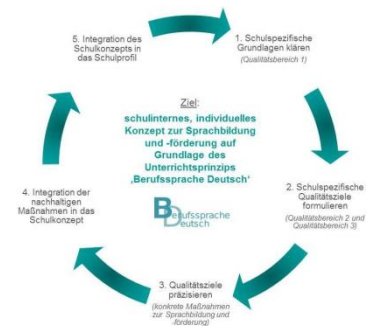 1. Schulspezifische
Grundlagen klären
(Qualitätsbereich 1)
2. Schulspezifische
Qualitätsziele
formulieren
(Qualitätsbereich 2 und
Qualitätsbereich 3)
3. Qualitätsziele
präzisieren
(konkrete Maßnahmen
zur Sprachbildung und
-förderung)
4. Integration der
nachhaltigen
Maßnahmen in das
Schulkonzept
5. Integration des
Schulkonzepts in
das Schulprofil
Ziel:
schulinternes, individuelles
Konzept zur Sprachbildung
und -förderung auf
Grundlage des
Unterrichtsprinzips
‚Berufssprache Deutsch‘
Berufssprache
Deutsch